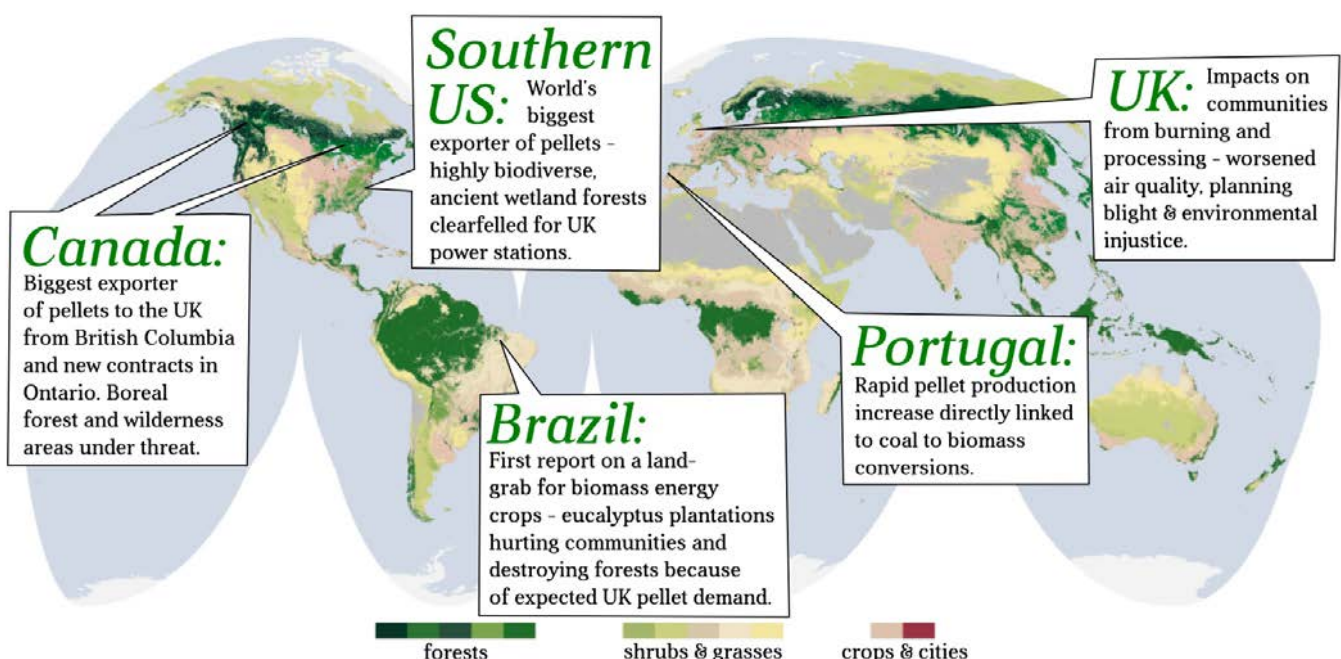 Southern
US: World's
biggest
exporter of pellets -
highly biodiverse,
ancient wetland forests
clearfelled for UK
power stations.
UK: Impacts on
communities
from burning and
processing - worsened
air quality, planning
blight & environmental
injustice.
Canada:
Biggest exporter
of pellets to the UK
from British Columbia
and new contracts in
Ontario. Boreal
forest and wilderness
areas under threat.
Portugal:
Rapid pellet production
increase directly linked
to coal to biomass
conversions.
Brazil:
First report on a land-
grab for biomass energy
crops - eucalyptus plantations
hurting communities and
destroying forests because
of expected UK pellet demand.
forests
shrubs & grasses
crops & cities